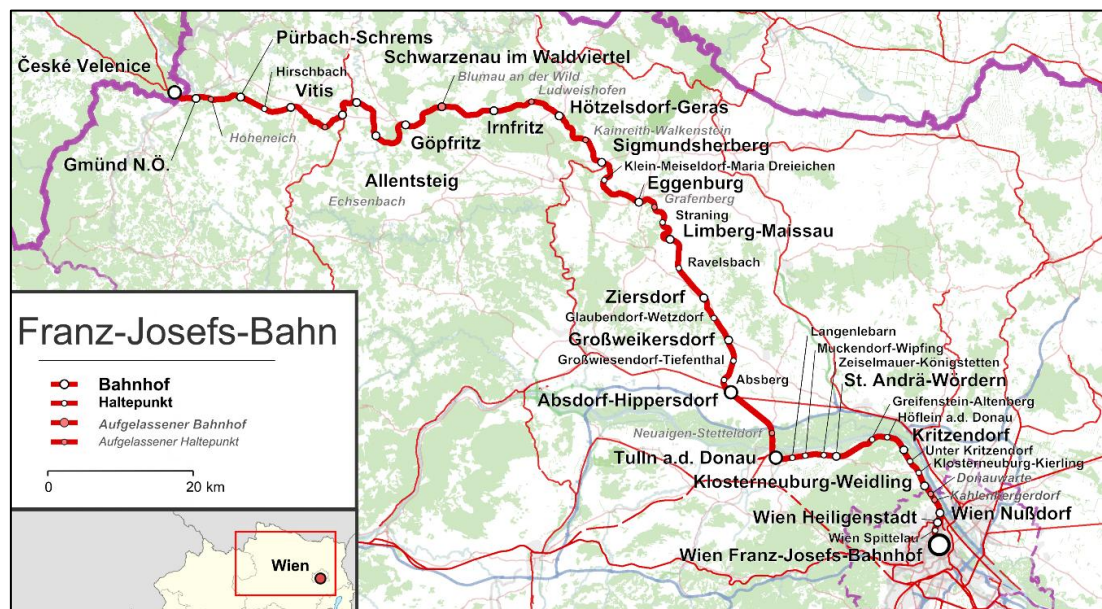 Pürbach-Schrems
Schwarzenau im Waldviertel
České Velenice
Hirschbach
Vitis
Blumau an der Wild
Ludweishofen
Hötzelsdorf-Geras
Irnfritz
Kainreith-Walkenstein
Hoheneich
Göpfritz
Sigmundsherberg
Gmünd N.Ö.
Klein-Meiseldorf-Maria Dreieichen
Allentsteig
Eggenburg
Echsenbach
Grafenberg
Straning
Limberg-Maissau
Ravelsbach
Ziersdorf
Glaubendorf-Wetzdorf
Großweikersdorf
Großwiesendorf-Tiefenthal
Absberg
Absdorf-Hippersdorf
Langenlebarn
Muckendorf-Wipfing
Zeiselmauer-Königstetten
St. Andrä-Wördern
Greifenstein-Altenberg
Höflein a.d. Donau
Neuaigen-Stetteldorf
Kritzendorf
Unter Kritzendorf
Tulln a.d. Donau
Klosterneuburg-Kierling
Donauwarte
Klosterneuburg-Weidling
Kahlenbergerdorf
Wien Nußdorf
Wien Heiligenstadt
Wien Spittelau
Wien Franz-Josefs-Bahnhof
Franz-Josefs-Bahn
Bahnhof
Haltepunkt
Aufgelassener Bahnhof
Aufgelassener Haltepunkt
0 20 km
Wien